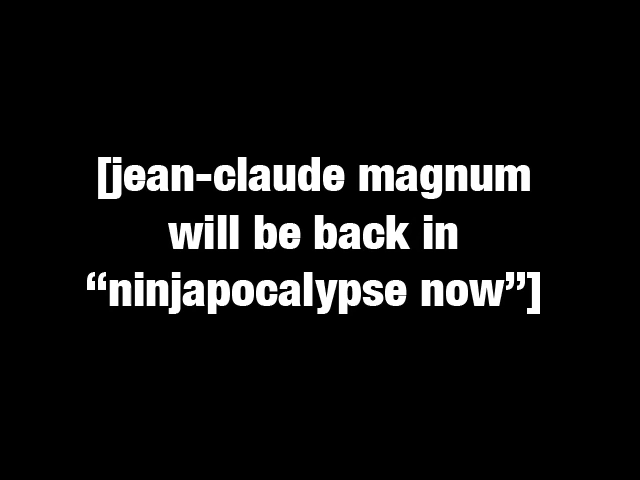 [jean-claude magnum
will be back in
“ninjapocalypse now”]